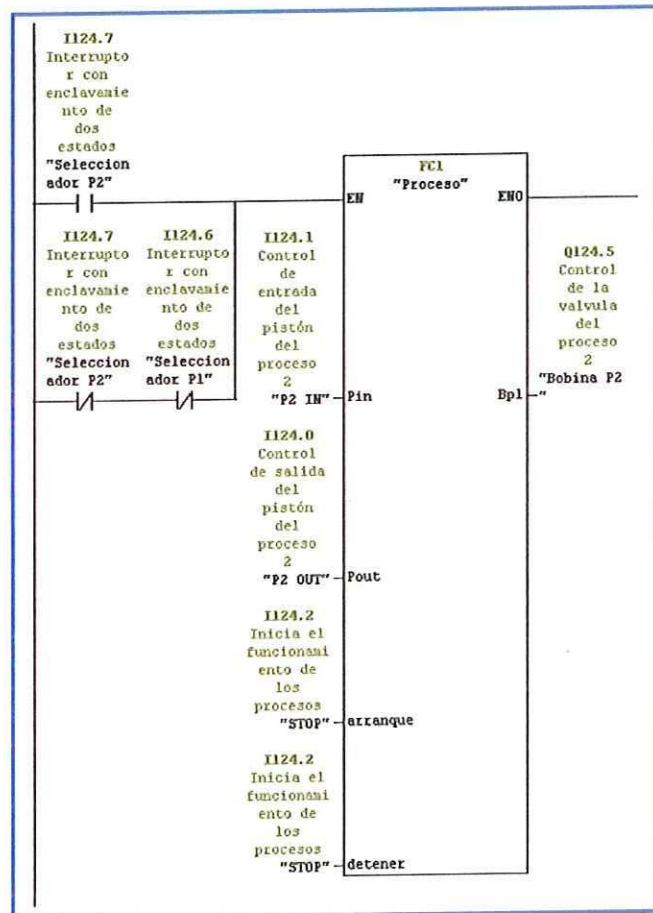 I124.7
Interrupto
r con
enclavamie
nto de
dos
estados
"Seleccion
ador P2"
I124.7
Interrupto
r con
enclavamie
nto de
dos
estados
"Seleccion
ador P2"
I124.6
Interrupto
r con
enclavamie
nto de
dos
estados
"Seleccion
ador P1"
FC1
"Proceso"
EN
ENO
I124.1
Control
de
entrada
del
pistón
del
proceso
2
"P2 IN"
Pin
Q124.5
Control
de la
valvula
del
proceso
2
"Bobina P2
"
Bp1
I124.0
Control
de salida
del
pistón
del
proceso
2
"P2 OUT"
Pout
I124.2
Inicia el
funcionami
ento de
los
procesos
"STOP"
arranque
I124.2
Inicia el
funcionami
ento de
los
procesos
"STOP"
detener